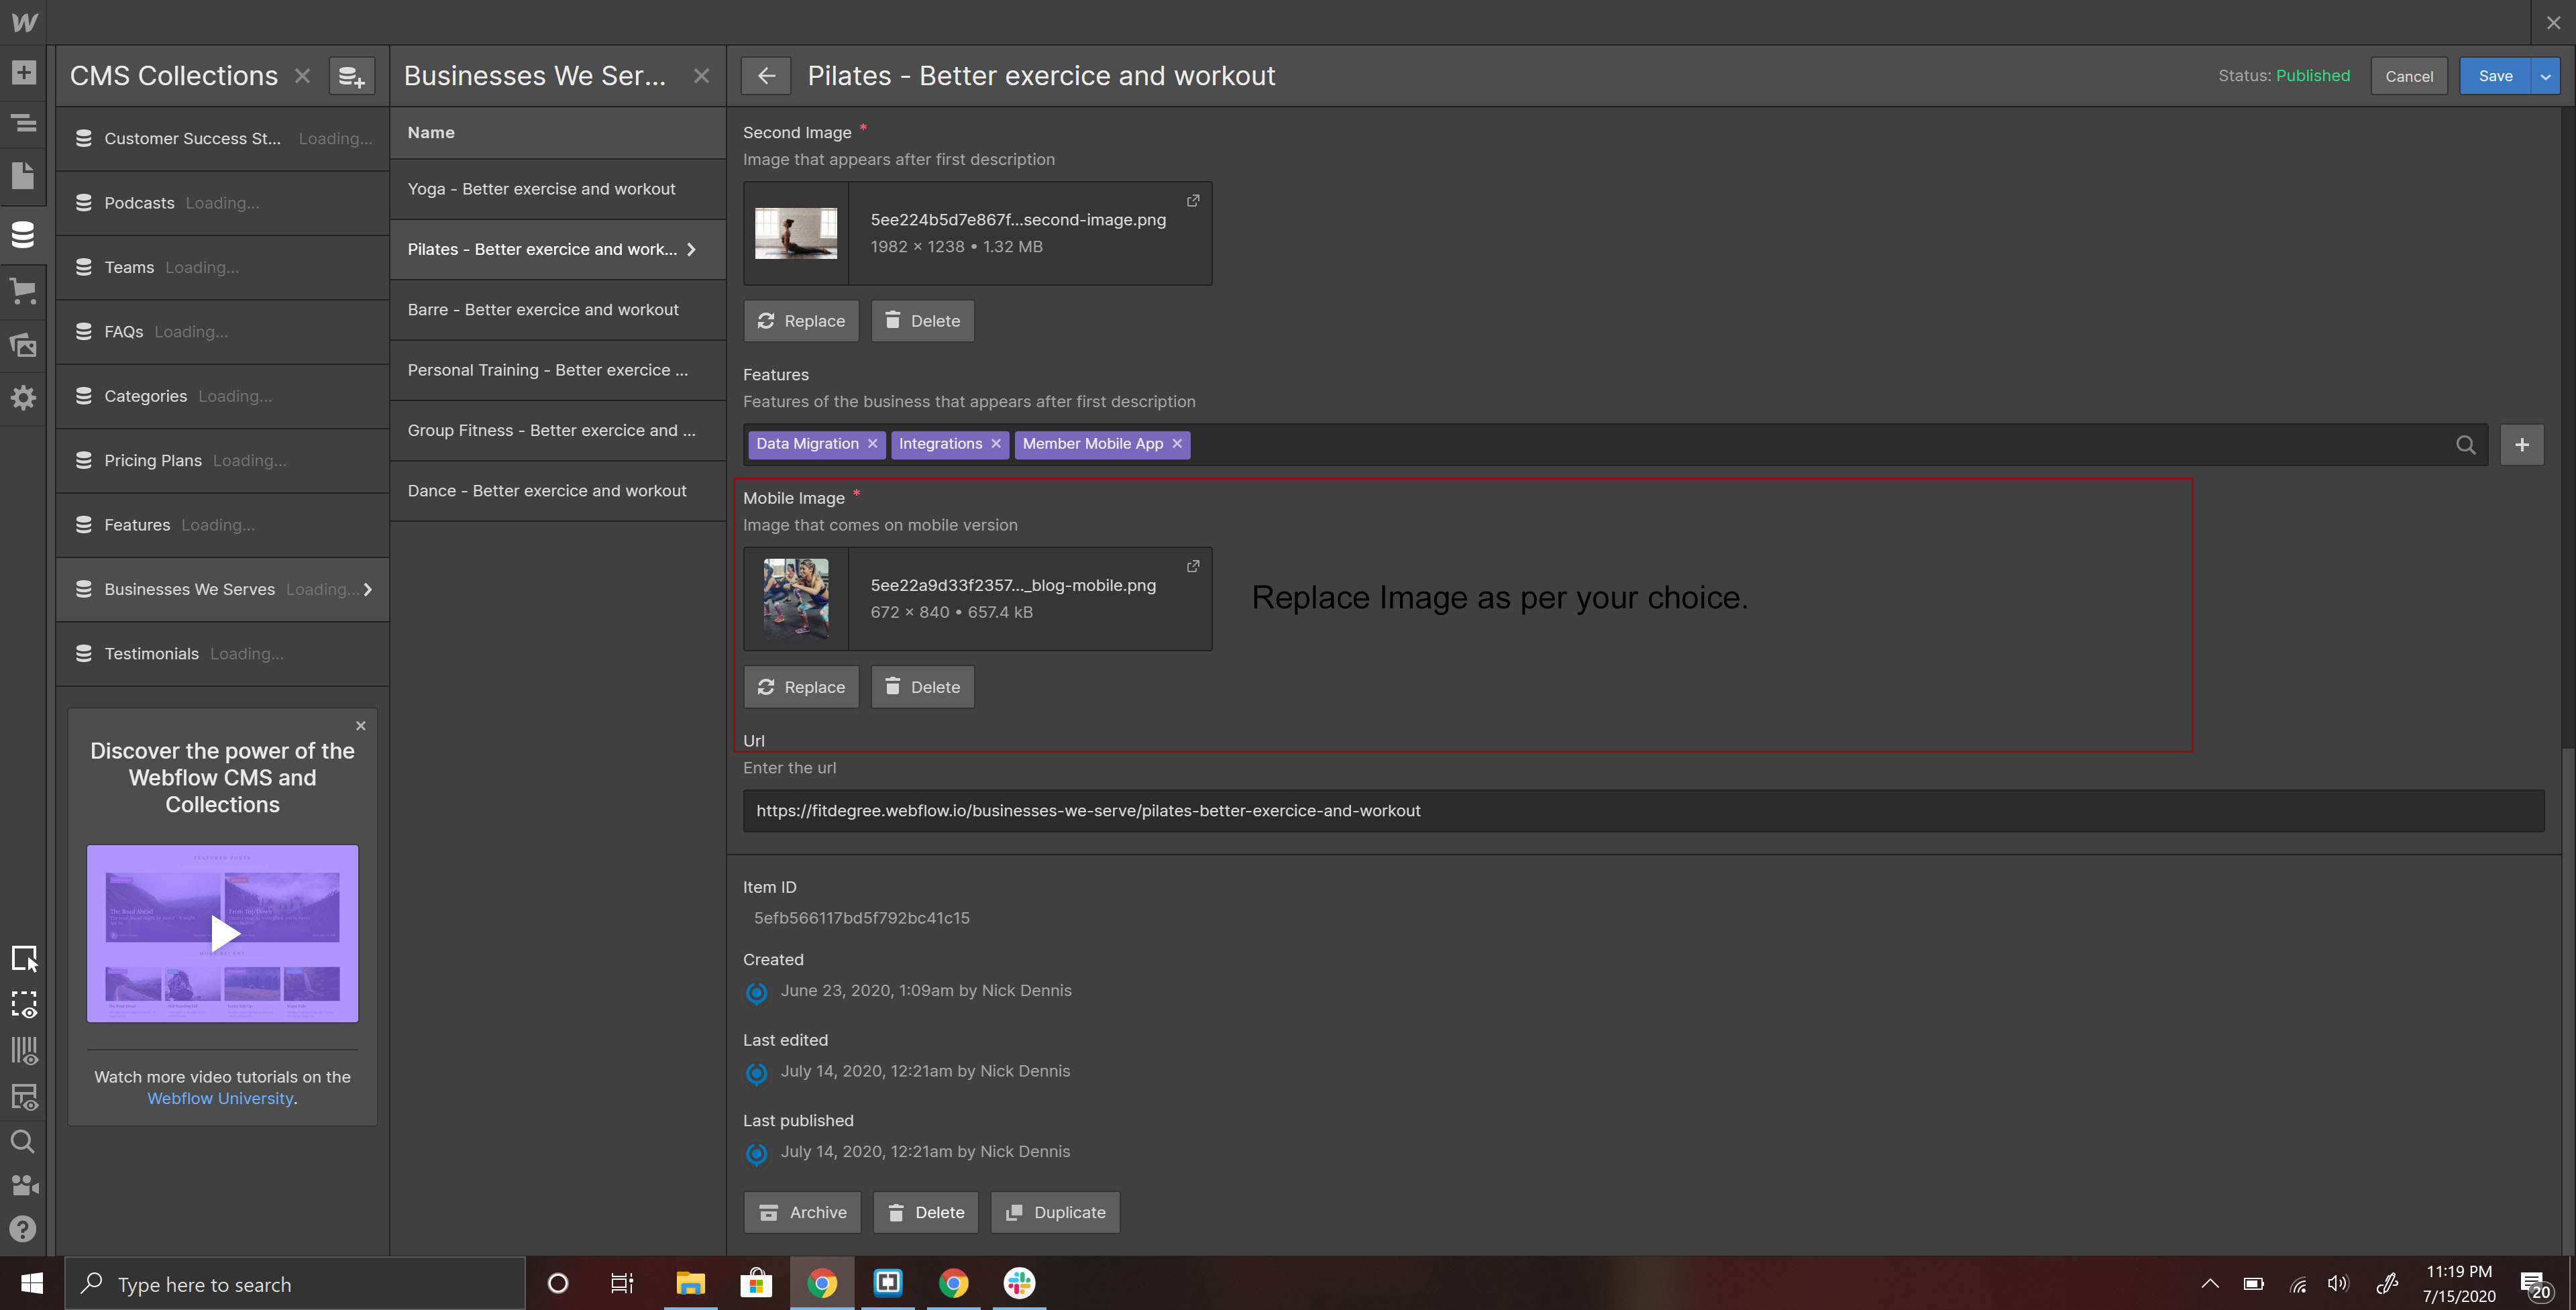 CMS Collections
Businesses We Ser...
Pilates - Better exercice and workout
Status: Published
Cancel
Save
Customer Success St... Loading...
Podcasts Loading...
Teams Loading...
FAQs Loading...
Categories Loading...
Pricing Plans Loading...
Features Loading...
Businesses We Serves Loading...
Testimonials Loading...
Discover the power of the
Webflow CMS and
Collections
Watch more video tutorials on the
Webflow University.
Name
Yoga - Better exercise and workout
Pilates - Better exercice and work...
Barre - Better exercice and workout
Personal Training - Better exercice ...
Group Fitness - Better exercice and ...
Dance - Better exercice and workout
Second Image *
Image that appears after first description
5ee224b5d7e867f...second-image.png
1982 × 1238 • 1.32 MB
Replace
Delete
Features
Features of the business that appears after first description
Data Migration
Integrations
Member Mobile App
Mobile Image *
Image that comes on mobile version
5ee22a9d33f2357..._blog-mobile.png
672 × 840 • 657.4 kB
Replace Image as per your choice.
Replace
Delete
Url
Enter the url
https://fitdegree.webflow.io/businesses-we-serve/pilates-better-exercice-and-workout
Item ID
5efb566117bd5f792bc41c15
Created
June 23, 2020, 1:09am by Nick Dennis
Last edited
July 14, 2020, 12:21am by Nick Dennis
Last published
July 14, 2020, 12:21am by Nick Dennis
Archive
Delete
Duplicate
Type here to search
11:19 PM
7/15/2020
20